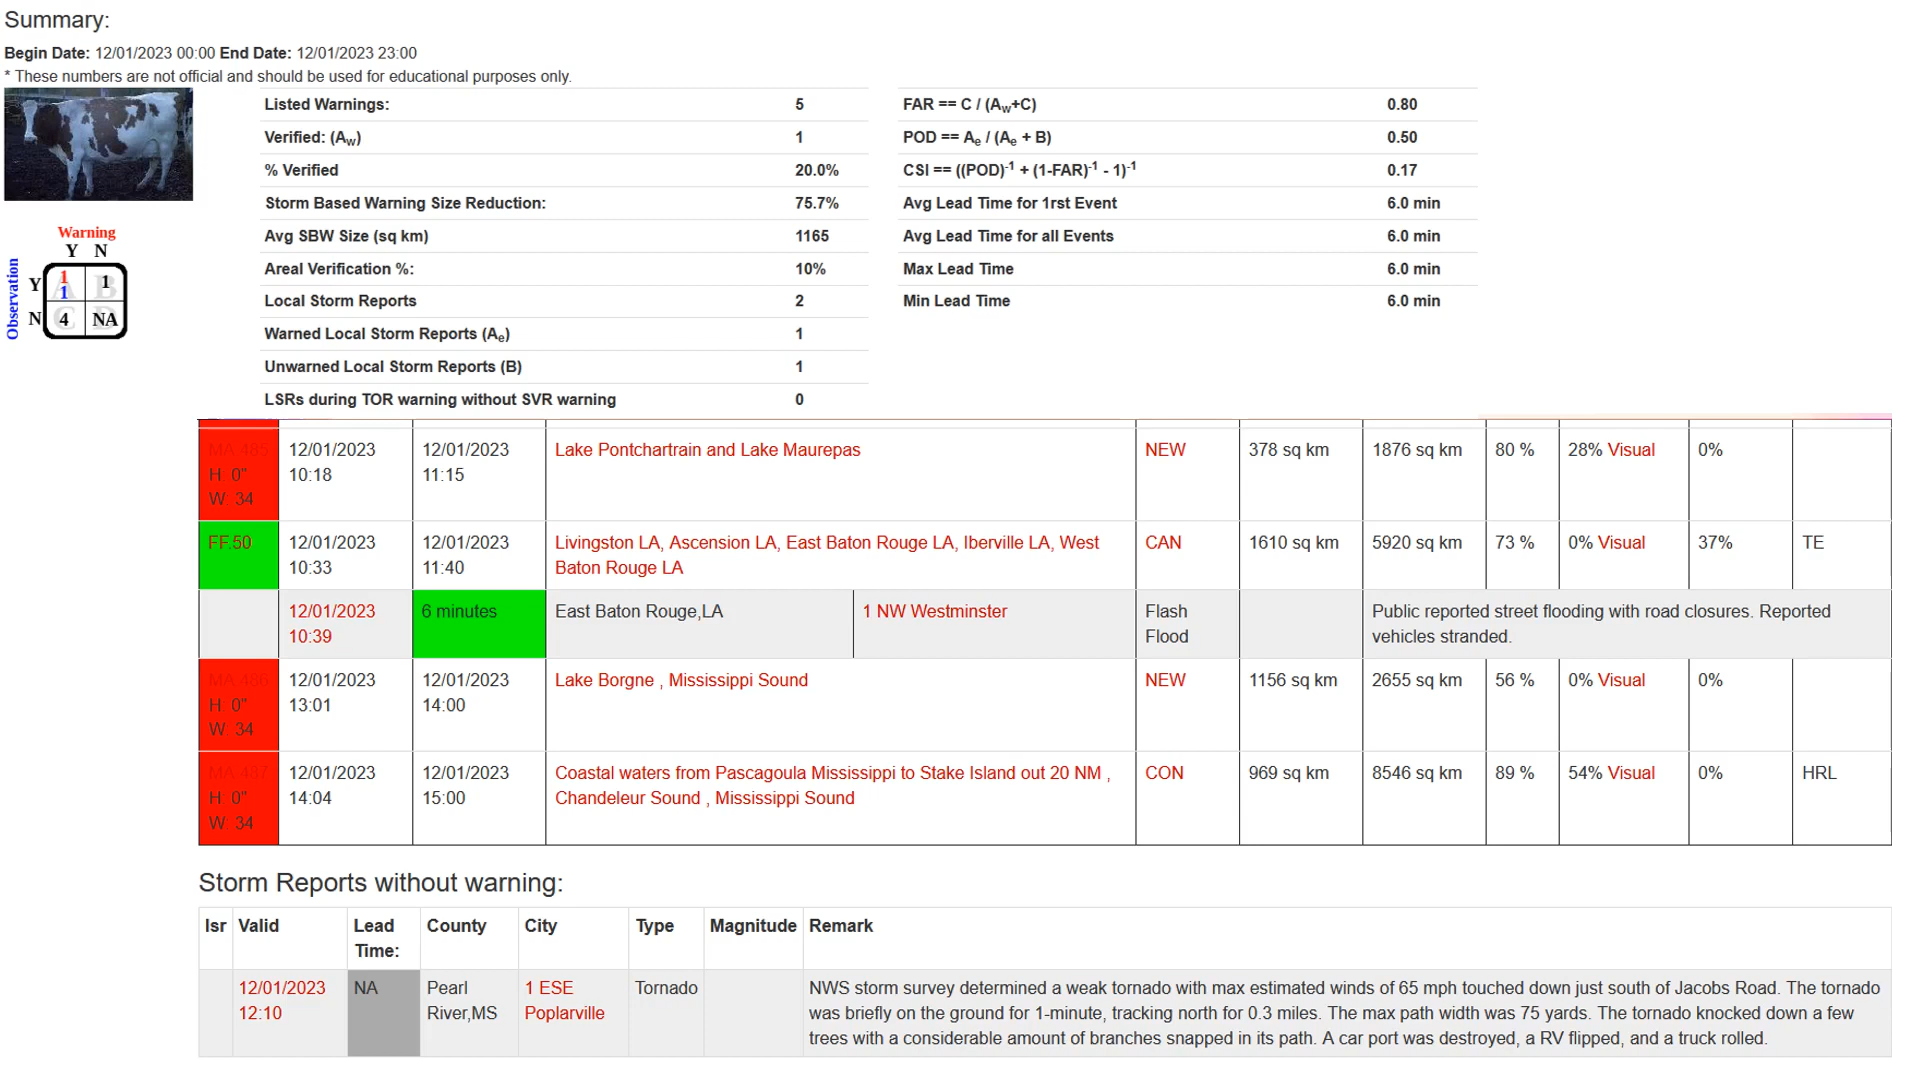 Summary:
Begin Date: 12/01/2023 00:00 End Date: 12/01/2023 23:00
* These numbers are not official and should be used for educational purposes only.
Warning
Y N
Observation
Y 1 1 1
N 4 NA
Listed Warnings: 5
Verified: (Aw) 1
% Verified 20.0%
Storm Based Warning Size Reduction: 75.7%
Avg SBW Size (sq km) 1165
Areal Verification %: 10%
Local Storm Reports 2
Warned Local Storm Reports (Ae) 1
Unwarned Local Storm Reports (B) 1
LSRs during TOR warning without SVR warning 0
FAR == C / (Aw+C) 0.80
POD == Ae / (Ae + B) 0.50
CSI == ((POD)-1 + (1-FAR)-1 - 1)-1 0.17
Avg Lead Time for 1rst Event 6.0 min
Avg Lead Time for all Events 6.0 min
Max Lead Time 6.0 min
Min Lead Time 6.0 min
MA.485 12/01/2023 12/01/2023 Lake Pontchartrain and Lake Maurepas NEW 378 sq km 1876 sq km 80 % 28% Visual 0%
H: 0" 10:18 11:15
W: 34
FF.50 12/01/2023 12/01/2023 Livingston LA, Ascension LA, East Baton Rouge LA, Iberville LA, West CAN 1610 sq km 5920 sq km 73 % 0% Visual 37% TE
10:33 11:40 Baton Rouge LA
12/01/2023 6 minutes East Baton Rouge,LA 1 NW Westminster Flash Public reported street flooding with road closures. Reported
10:39 Flood vehicles stranded.
MA.486 12/01/2023 12/01/2023 Lake Borgne , Mississippi Sound NEW 1156 sq km 2655 sq km 56 % 0% Visual 0%
H: 0" 13:01 14:00
W: 34
MA.487 12/01/2023 12/01/2023 Coastal waters from Pascagoula Mississippi to Stake Island out 20 NM , CON 969 sq km 8546 sq km 89 % 54% Visual 0% HRL
H: 0" 14:04 15:00 Chandeleur Sound , Mississippi Sound
W: 34
Storm Reports without warning:
lsr Valid Lead County City Type Magnitude Remark
Time:
12/01/2023 NA Pearl 1 ESE Tornado NWS storm survey determined a weak tornado with max estimated winds of 65 mph touched down just south of Jacobs Road. The tornado
12:10 River,MS Poplarville was briefly on the ground for 1-minute, tracking north for 0.3 miles. The max path width was 75 yards. The tornado knocked down a few
trees with a considerable amount of branches snapped in its path. A car port was destroyed, a RV flipped, and a truck rolled.